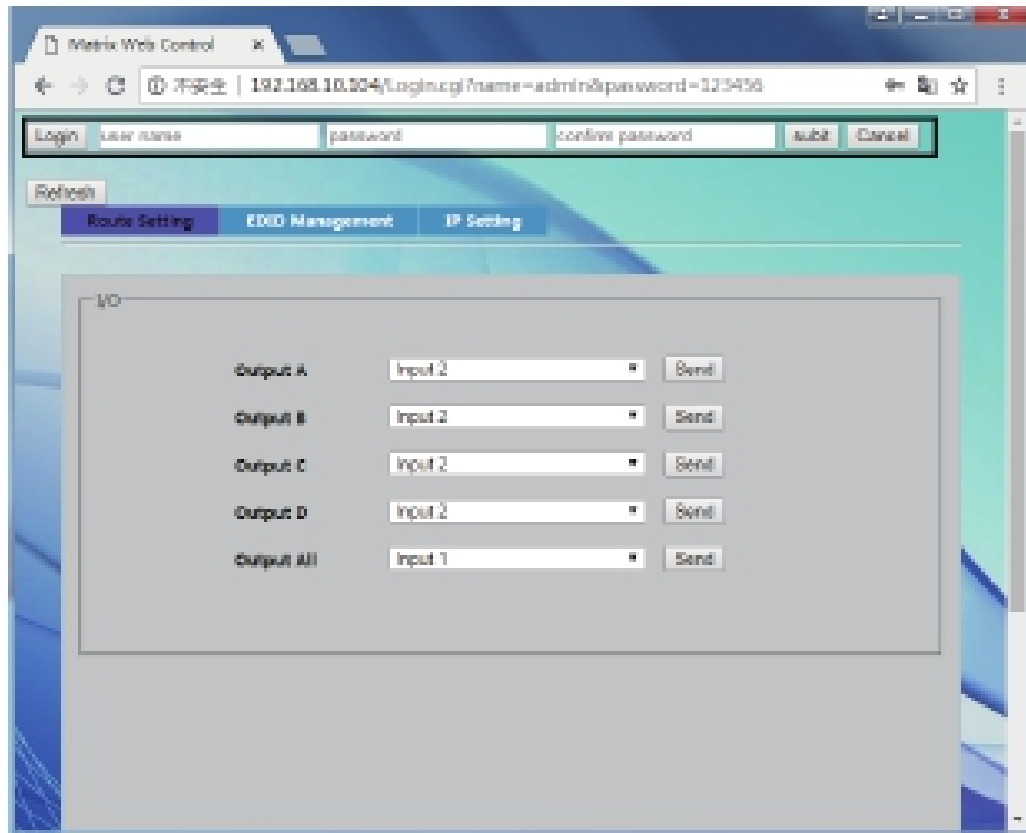 Matrix Web Control
不安全 | 192.168.10.104/Login.cgi?name=admin&password=123456
Login user name password confirm password subit Cancel
Refresh
Route Setting EDID Management IP Setting
I/O
Output A Input 2 Send
Output B Input 2 Send
Output C Input 2 Send
Output D Input 2 Send
Output All Input 1 Send